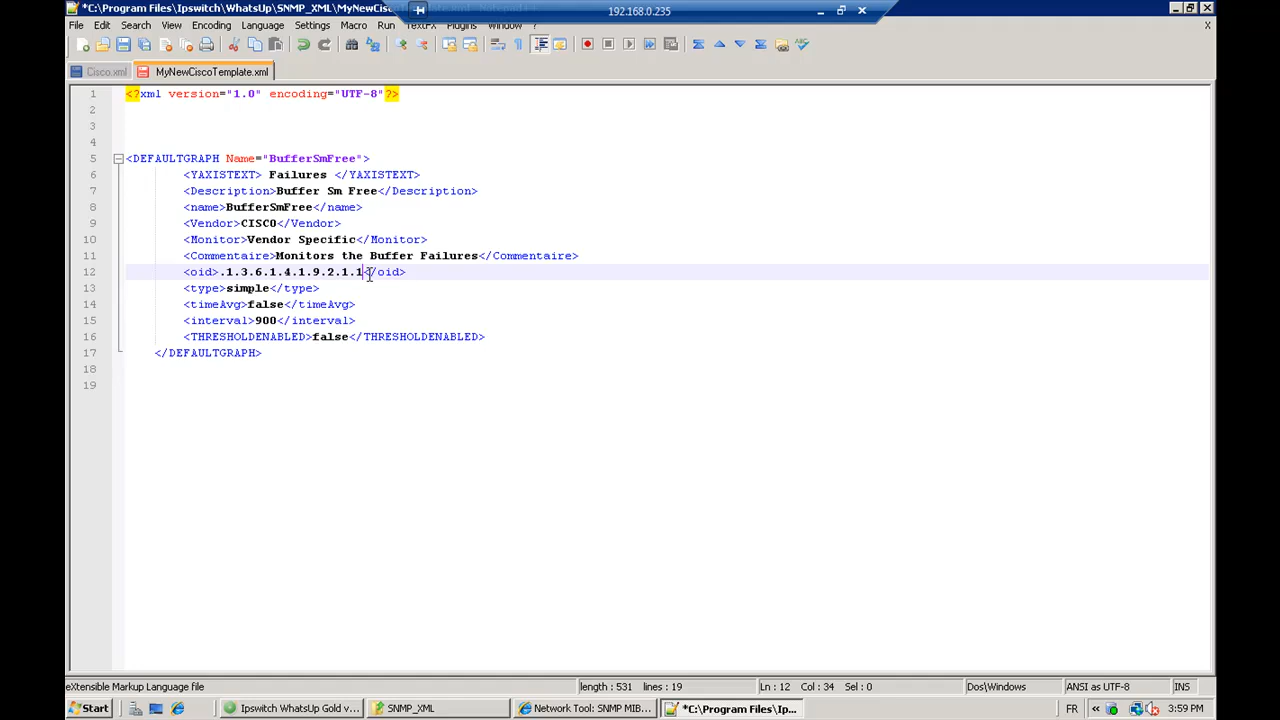 *C:\Program Files\Ipswitch\WhatsUp\SNMP_XML\MyNewCisc
192.168.0.235
File Edit Search View Encoding Language Settings Macro Run TextFX Plugins Window ?
X
Cisco.xml MyNewCiscoTemplate.xml
1 <?xml version="1.0" encoding="UTF-8"?>
2
3
4
5 <DEFAULTGRAPH Name="BufferSmFree">
6 <YAXISTEXT> Failures </YAXISTEXT>
7 <Description>Buffer Sm Free</Description>
8 <name>BufferSmFree</name>
9 <Vendor>CISCO</Vendor>
10 <Monitor>Vendor Specific</Monitor>
11 <Commentaire>Monitors the Buffer Failures</Commentaire>
12 <oid>.1.3.6.1.4.1.9.2.1.1</oid>
13 <type>simple</type>
14 <timeAvg>false</timeAvg>
15 <interval>900</interval>
16 <THRESHOLDENABLED>false</THRESHOLDENABLED>
17 </DEFAULTGRAPH>
18
19
eXtensible Markup Language file length : 531 lines : 19 Ln : 12 Col : 34 Sel : 0 Dos\Windows ANSI as UTF-8 INS
Start Ipswitch WhatsUp Gold v... SNMP_XML Network Tool: SNMP MIB... *C:\Program Files\Ip... FR « 3:59 PM